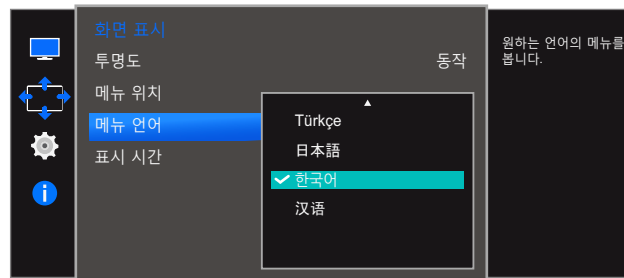 화면 표시
투명도 동작
메뉴 위치
메뉴 언어
표시 시간
Türkçe
日本語
한국어
汉语
원하는 언어의 메뉴를
봅니다.